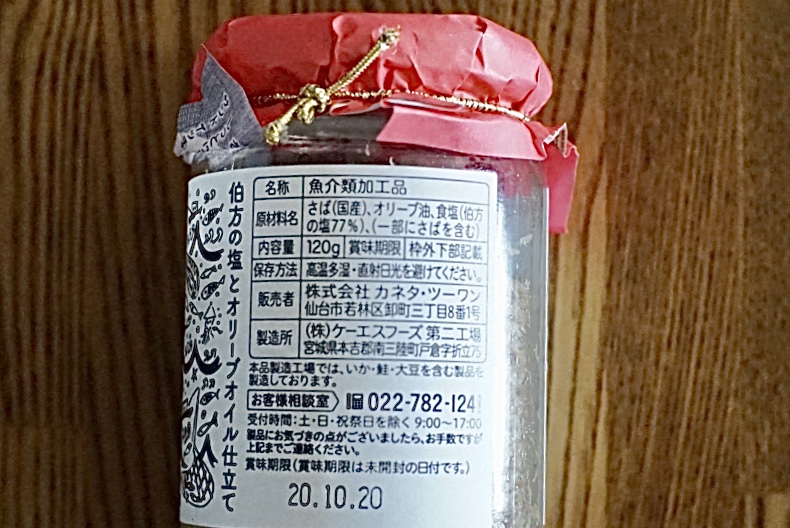 伯方の塩とオリーブオイル仕立て
名称 魚介類加工品
原材料名 さば(国産)、オリーブ油、食塩(伯方
の塩77%)、(一部にさばを含む)
内容量 120g 賞味期限 枠外下部記載
保存方法 高温多湿・直射日光を避けてください。
販売者 株式会社 カネタ・ツーワン
仙台市若林区卸町三丁目8番1号
製造所 (株)ケーエスフーズ 第二工場
宮城県本吉郡南三陸町戸倉字折立75
本品製造工場では、いか・鮭・大豆を含む製品を
製造しております。
お客様相談室 022-782-124
受付時間:土・日・祝祭日を除く 9:00〜17:00
製品にお気づきの点がございましたら、お手数ですが
上記までご連絡ください。
賞味期限(賞味期限は未開封の日付です。)
20.10.20